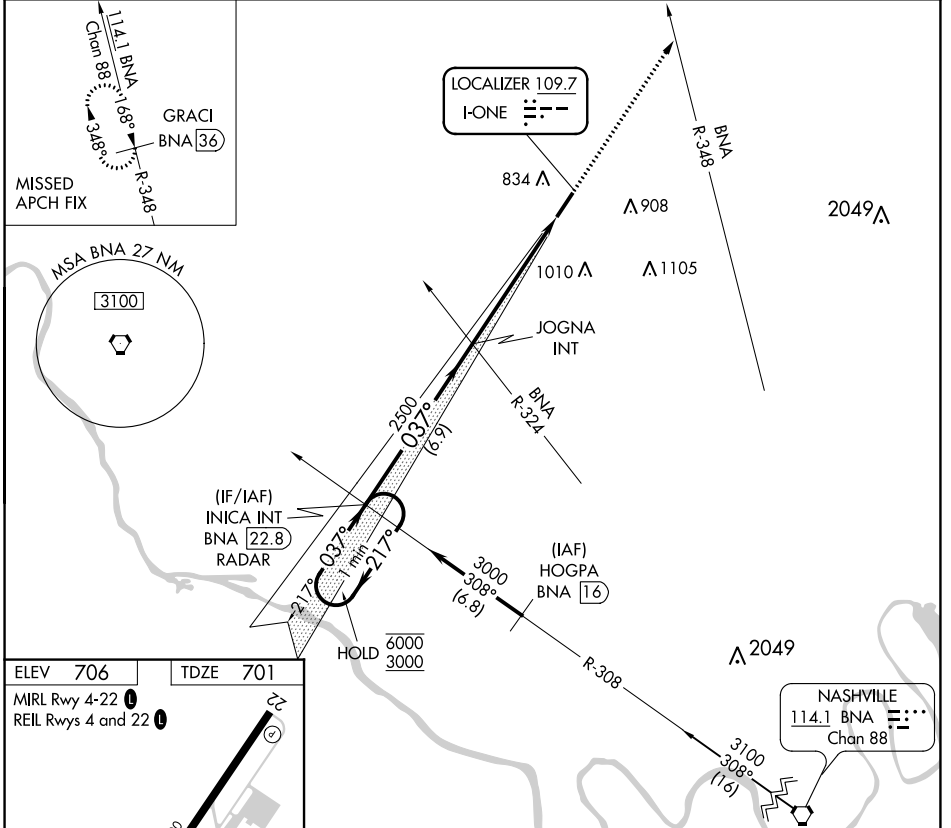 114.1 BNA
Chan 88
168°
348°
GRACI
BNA 36
R-348
MISSED
APCH FIX
LOCALIZER 109.7
I-ONE
BNA
R-348
834
908
2049
1010
1105
MSA BNA 27 NM
3100
JOGNA
INT
BNA
R-324
2500
037°
(6.9)
(IF/IAF)
INICA INT
BNA 22.8
RADAR
037°
217°
1 min
217°
3000
308°
(6.8)
(IAF)
HOGPA
BNA 16
HOLD
6000
3000
R-308
2049
NASHVILLE
114.1 BNA
Chan 88
3100
308°
(16)
ELEV 706
TDZE 701
MIRL Rwy 4-22 L
REIL Rwys 4 and 22 L
22
P